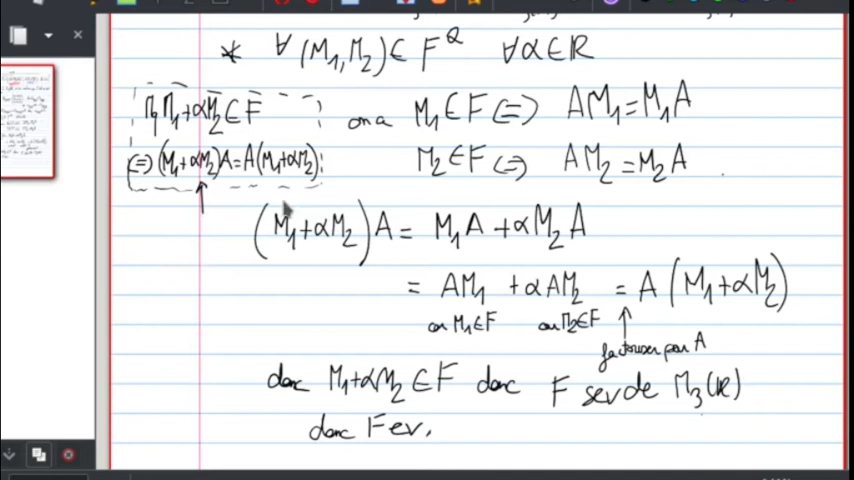 * ∀ (M₁,M₂) ∈ F² ∀α∈ℝ
Mq M₁+αM₂ ∈ F
on a M₁ ∈ F ⇔ AM₁ = M₁A
⇔ (M₁+αM₂)A = A(M₁+αM₂)
M₂ ∈ F ⇔ AM₂ = M₂A
(M₁+αM₂)A = M₁A + αM₂A
= AM₁ + αAM₂ = A(M₁+αM₂)
car M₁∈F car M₂∈F
↑
factoriser par A
donc M₁+αM₂ ∈ F donc F sev de M₃(ℝ)
donc F ev.